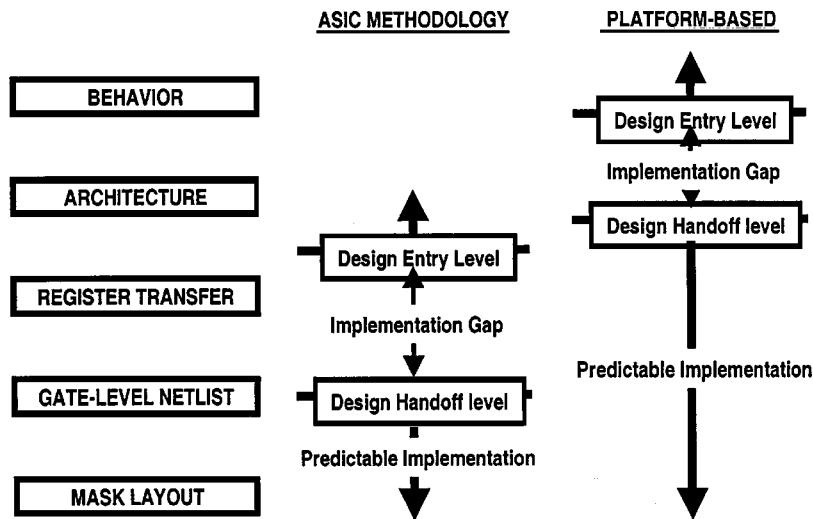 ASIC METHODOLOGY
PLATFORM-BASED
BEHAVIOR
Design Entry Level
Implementation Gap
ARCHITECTURE
Design Handoff level
Design Entry Level
REGISTER TRANSFER
Implementation Gap
Predictable Implementation
GATE-LEVEL NETLIST
Design Handoff level
Predictable Implementation
MASK LAYOUT